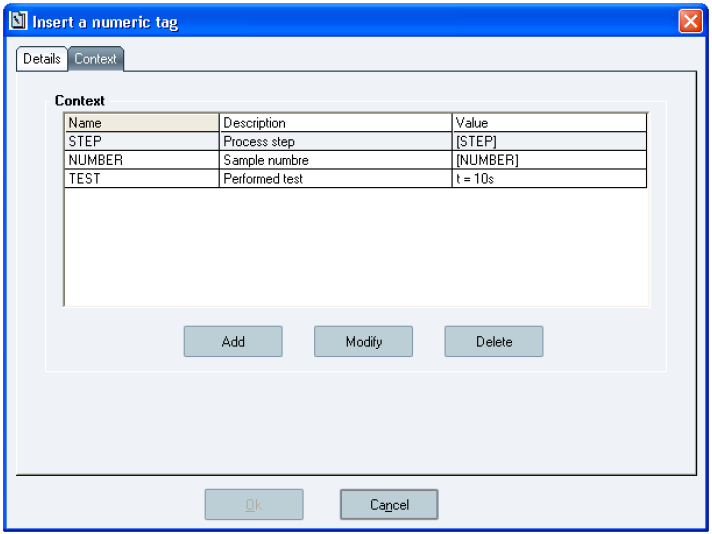 Insert a numeric tag
Details Context
Context
Name Description Value
STEP Process step [STEP]
NUMBER Sample numbre [NUMBER]
TEST Performed test t = 10s
Add Modify Delete
Ok Cancel